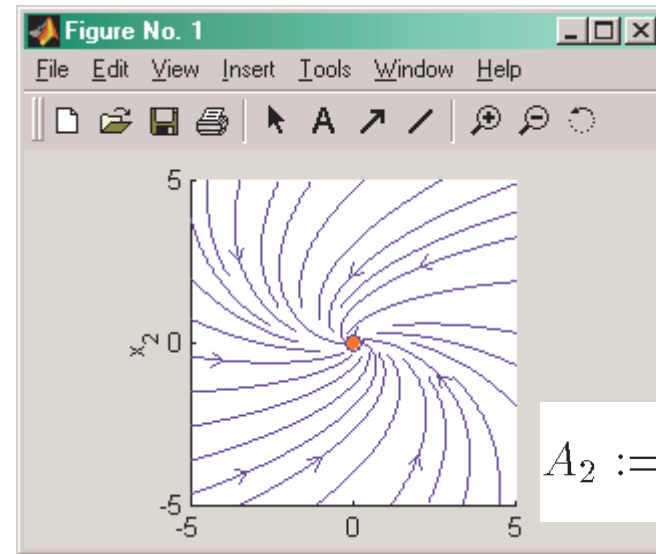 Figure No. 1
File Edit View Insert Tools Window Help
A
5
x2 0
-5
-5 0 5
A2 :=